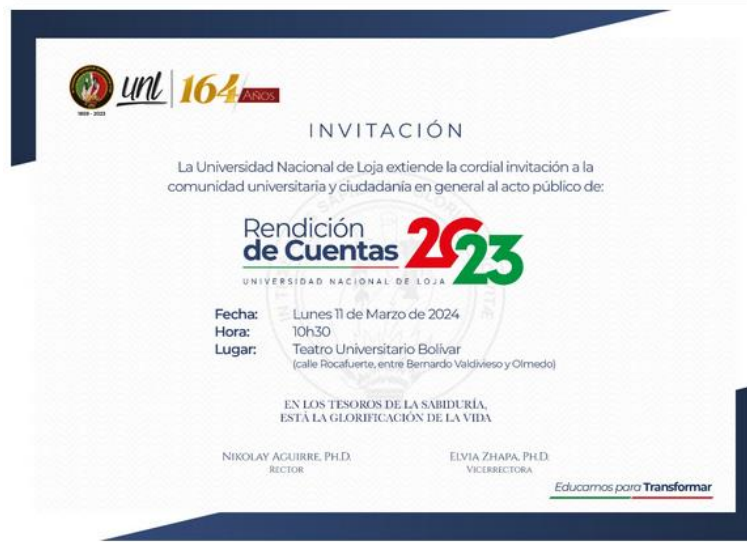 unl 164 AÑOS
1859 - 2023
INVITACIÓN
La Universidad Nacional de Loja extiende la cordial invitación a la
comunidad universitaria y ciudadanía en general al acto público de:
Rendición
de Cuentas 2023
UNIVERSIDAD NACIONAL DE LOJA
Fecha: Lunes 11 de Marzo de 2024
Hora: 10h30
Lugar: Teatro Universitario Bolívar
(calle Rocafuerte, entre Bernardo Valdivieso y Olmedo)
EN LOS TESOROS DE LA SABIDURÍA,
ESTÁ LA GLORIFICACIÓN DE LA VIDA
NIKOLAY AGUIRRE, PH.D. ELVIA ZHAPA, PH.D.
RECTOR VICERRECTORA
Educamos para Transformar